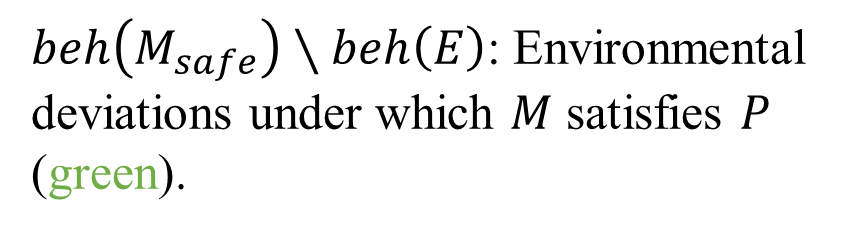 beh(M_safe) \ beh(E): Environmental
deviations under which M satisfies P
(green).